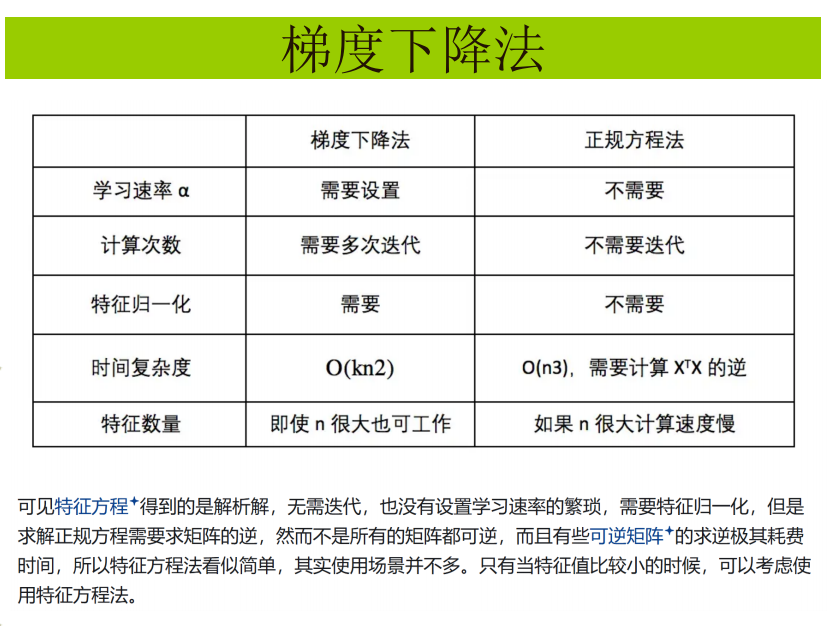 梯度下降法
梯度下降法 正规方程法
学习速率 α 需要设置 不需要
计算次数 需要多次迭代 不需要迭代
特征归一化 需要 不需要
时间复杂度 O(kn2) O(n3)，需要计算 XᵀX 的逆
特征数量 即使 n 很大也可工作 如果 n 很大计算速度慢
可见特征方程得到的是解析解，无需迭代，也没有设置学习速率的繁琐，需要特征归一化，但是
求解正规方程需要求矩阵的逆，然而不是所有的矩阵都可逆，而且有些可逆矩阵的求逆极其耗费
时间，所以特征方程法看似简单，其实使用场景并不多。只有当特征值比较小的时候，可以考虑使
用特征方程法。